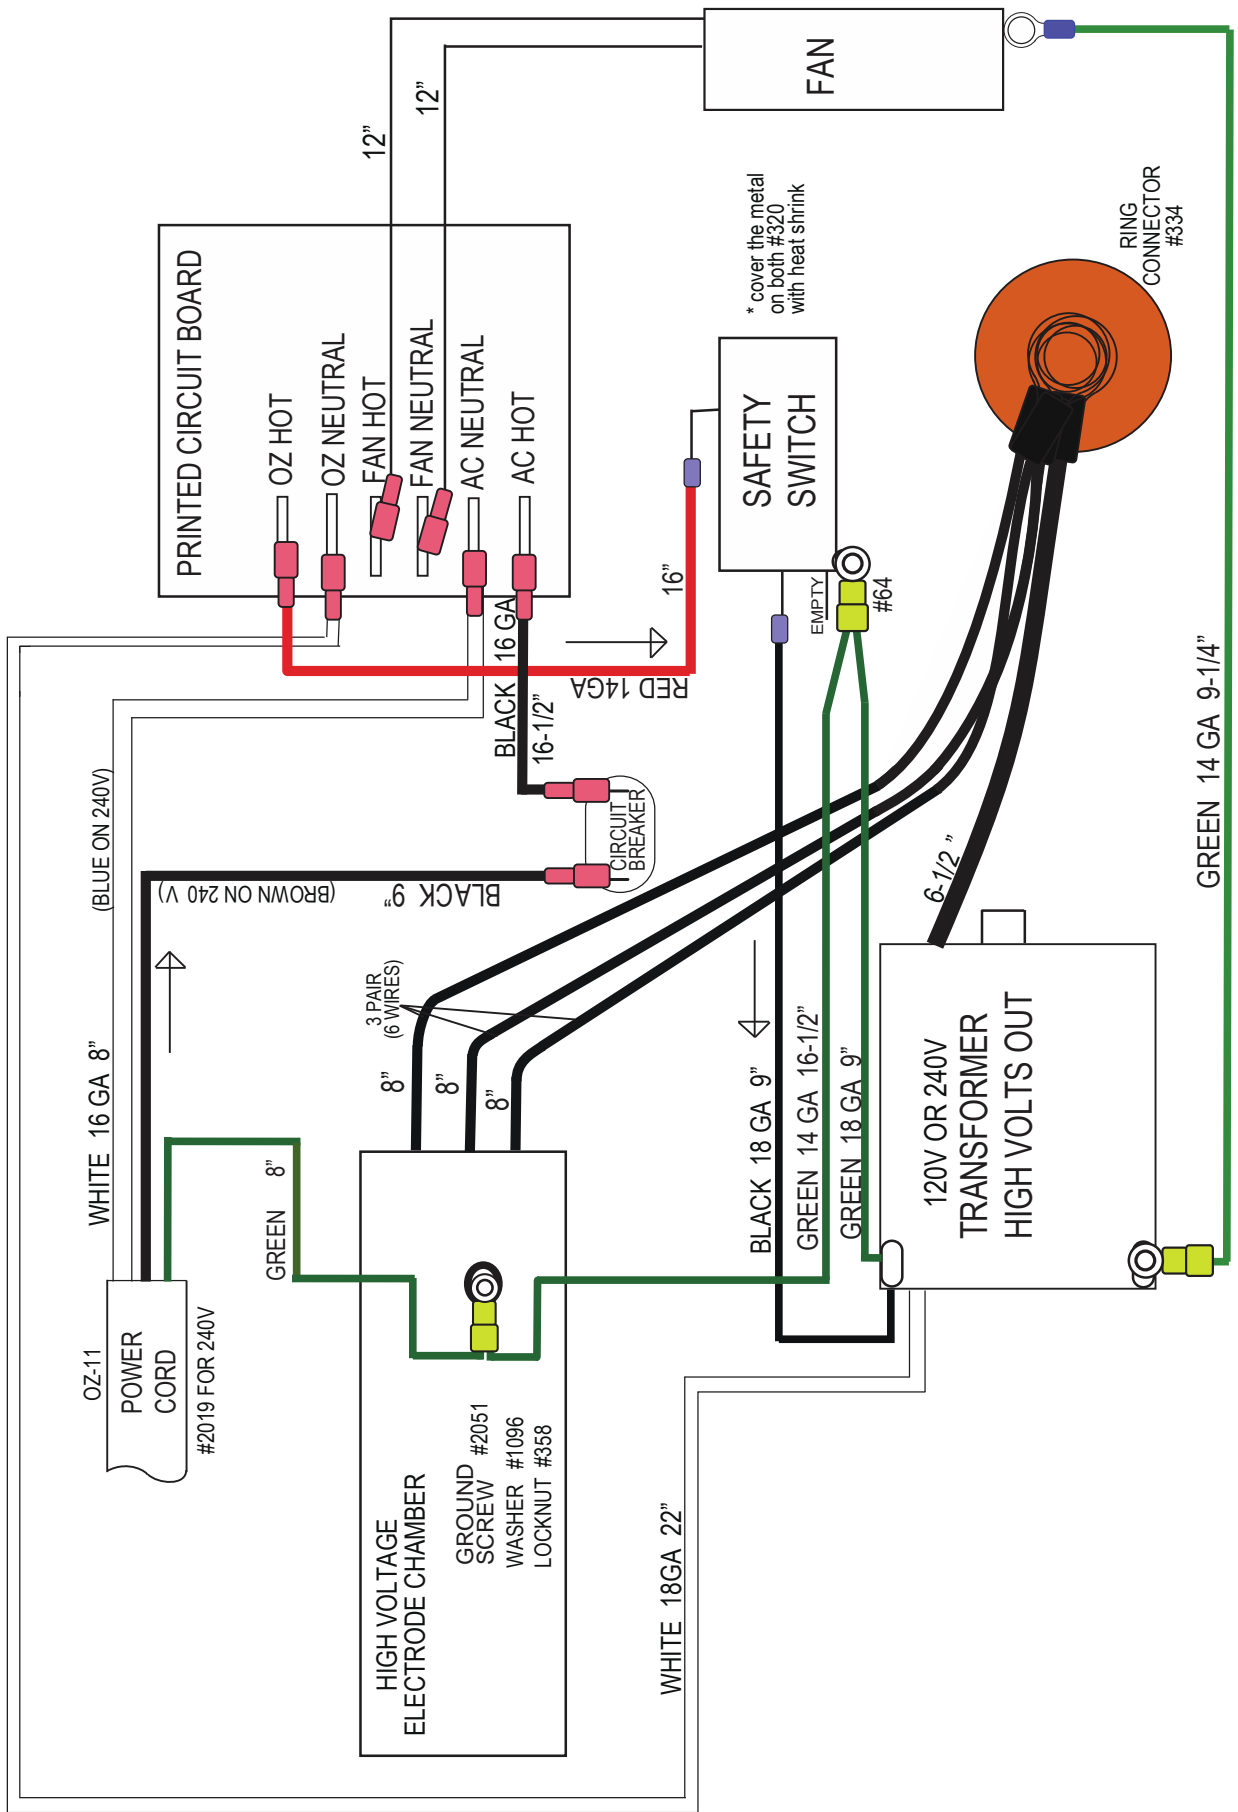 OZ-11
POWER
CORD
#2019 FOR 240V
WHITE 16 GA 8”
(BLUE ON 240V)
(BROWN ON 240 V)
BLACK 9”
GREEN 8”
PRINTED CIRCUIT BOARD
OZ HOT
OZ NEUTRAL
FAN HOT
FAN NEUTRAL
AC NEUTRAL
AC HOT
12”
12”
FAN
BLACK 16 GA
16-1/2”
CIRCUIT
BREAKER
RED 14GA
16”
SAFETY
SWITCH
* cover the metal
on both #320
with heat shrink
EMPTY
#64
RING
CONNECTOR
#334
3 PAIR
(6 WIRES)
8”
8”
8”
6-1/2 ”
HIGH VOLTAGE
ELECTRODE CHAMBER
GROUND
SCREW #2051
WASHER #1096
LOCKNUT #358
BLACK 18 GA 9”
GREEN 14 GA 16-1/2”
GREEN 18 GA 9”
120V OR 240V
TRANSFORMER
HIGH VOLTS OUT
GREEN 14 GA 9-1/4”
WHITE 18GA 22”